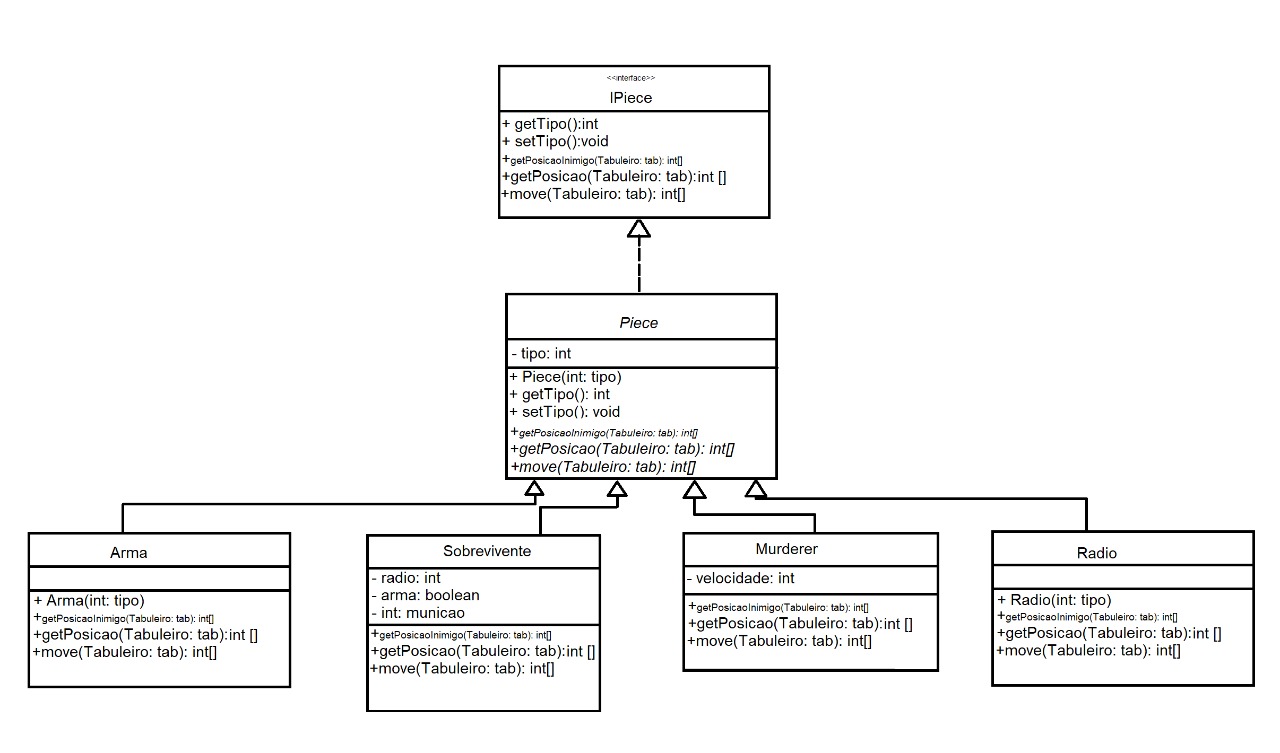 <<interface>>
IPiece
+ getTipo():int
+ setTipo():void
+getPosicaoInimigo(Tabuleiro: tab): int[]
+getPosicao(Tabuleiro: tab):int []
+move(Tabuleiro: tab): int[]
Piece
- tipo: int
+ Piece(int: tipo)
+ getTipo(): int
+ setTipo(): void
+getPosicaoInimigo(Tabuleiro: tab): int[]
+getPosicao(Tabuleiro: tab): int[]
+move(Tabuleiro: tab): int[]
Arma
+ Arma(int: tipo)
+getPosicaoInimigo(Tabuleiro: tab): int[]
+getPosicao(Tabuleiro: tab):int []
+move(Tabuleiro: tab): int[]
Sobrevivente
- radio: int
- arma: boolean
- int: municao
+getPosicaoInimigo(Tabuleiro: tab): int[]
+getPosicao(Tabuleiro: tab):int []
+move(Tabuleiro: tab): int[]
Murderer
- velocidade: int
+getPosicaoInimigo(Tabuleiro: tab): int[]
+getPosicao(Tabuleiro: tab):int []
+move(Tabuleiro: tab): int[]
Radio
+ Radio(int: tipo)
+getPosicaoInimigo(Tabuleiro: tab): int[]
+getPosicao(Tabuleiro: tab):int []
+move(Tabuleiro: tab): int[]